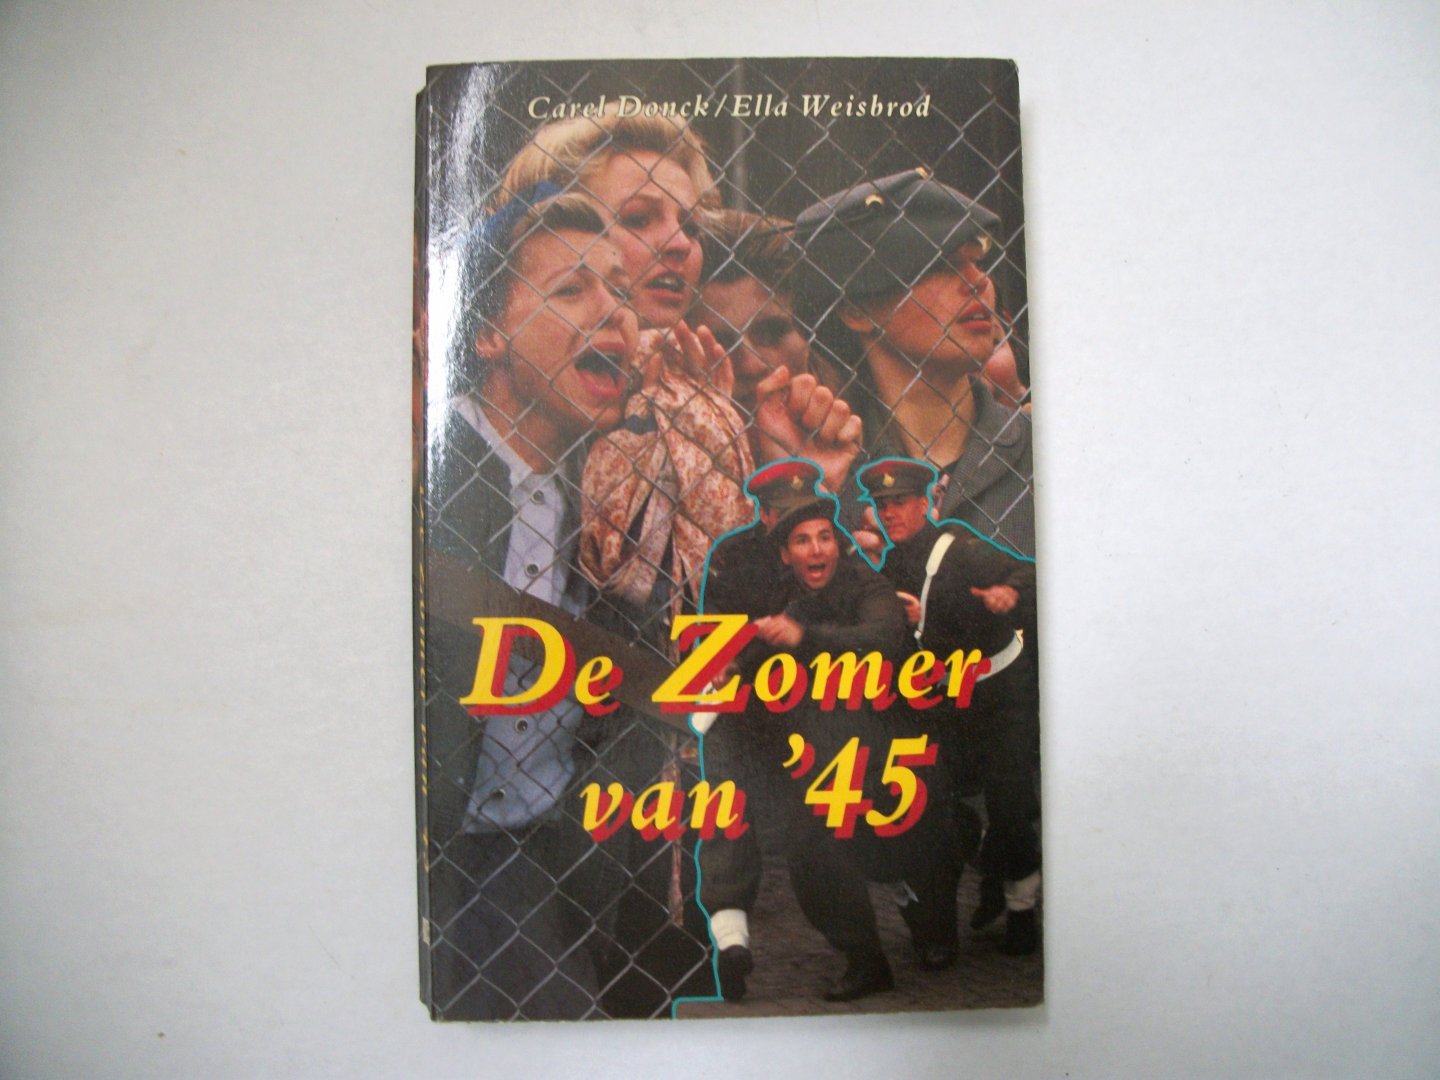 Carel Donck/Ella Weisbrod
De Zomer
van '45